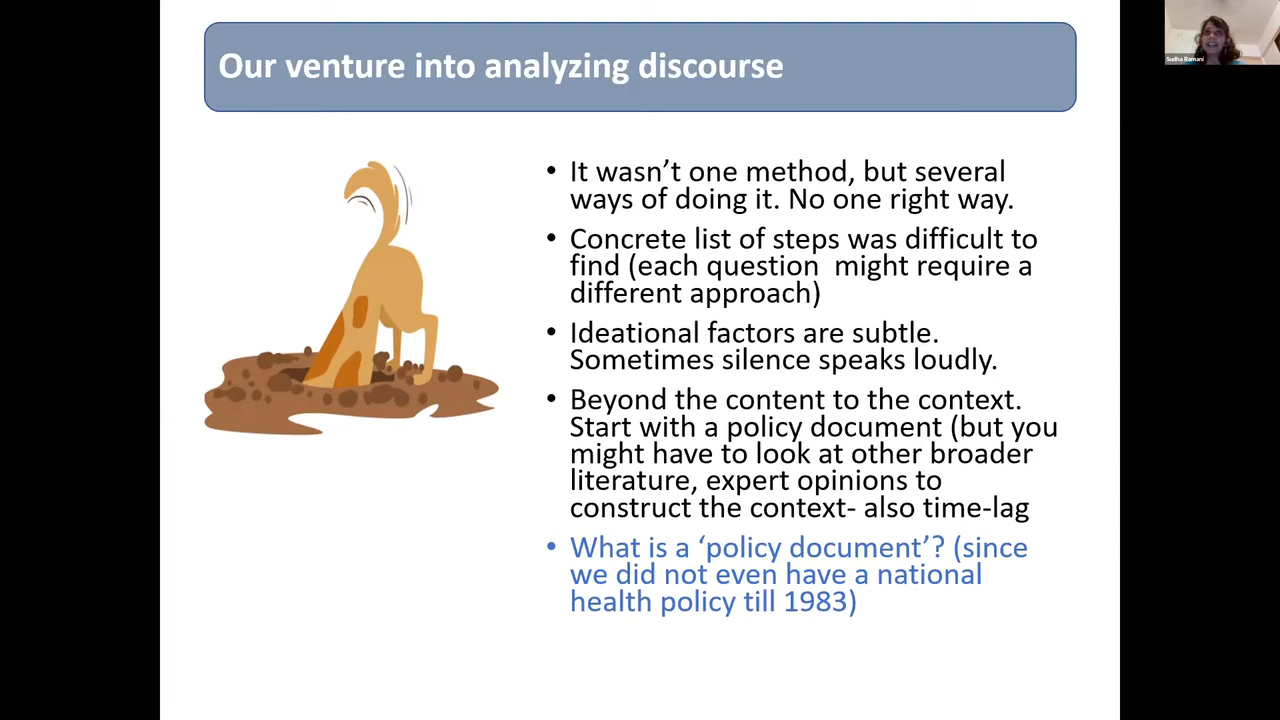 Our venture into analyzing discourse
Sudha Ramani
• It wasn’t one method, but several
ways of doing it. No one right way.
• Concrete list of steps was difficult to
find (each question  might require a
different approach)
• Ideational factors are subtle.
Sometimes silence speaks loudly.
• Beyond the content to the context.
Start with a policy document (but you
might have to look at other broader
literature, expert opinions to
construct the context- also time-lag
• What is a ‘policy document’? (since
we did not even have a national
health policy till 1983)